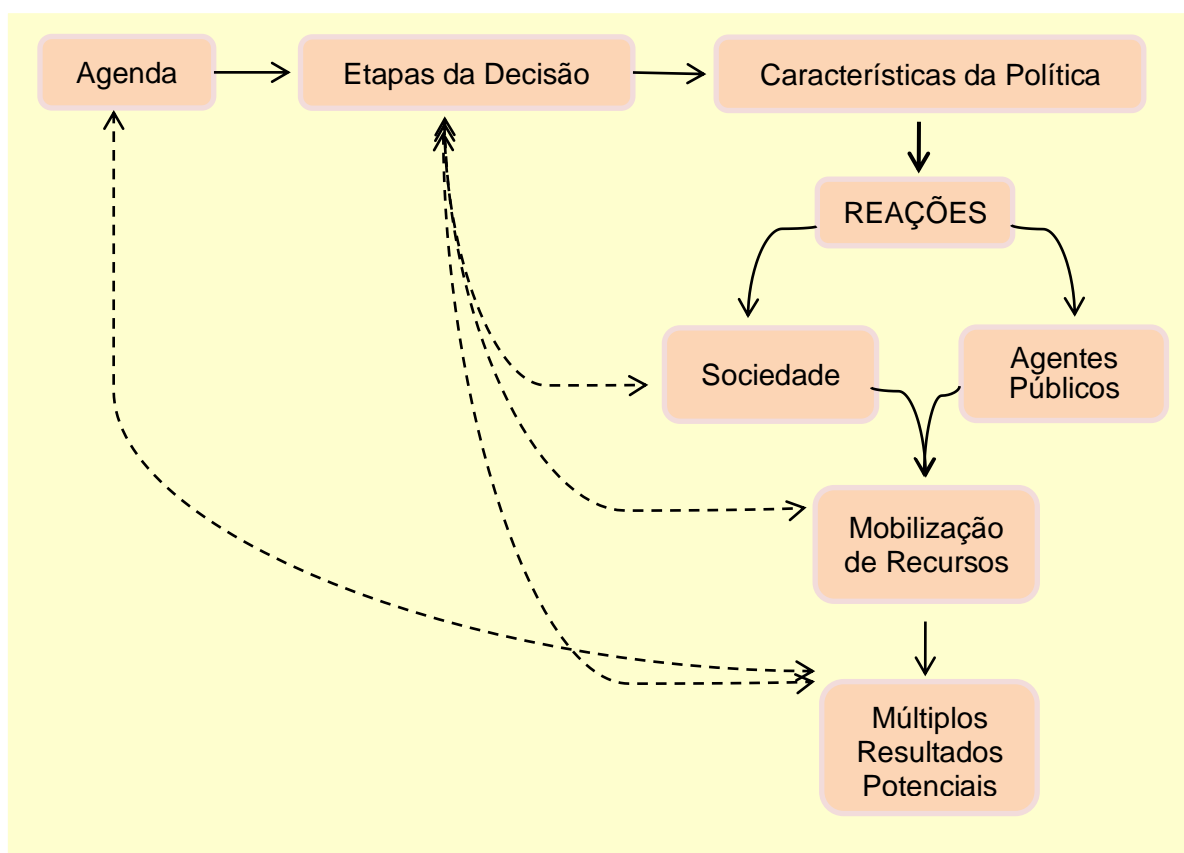 Agenda
Etapas da Decisão
Características da Política
REAÇÕES
Sociedade
Agentes
Públicos
Mobilização
de Recursos
Múltiplos
Resultados
Potenciais